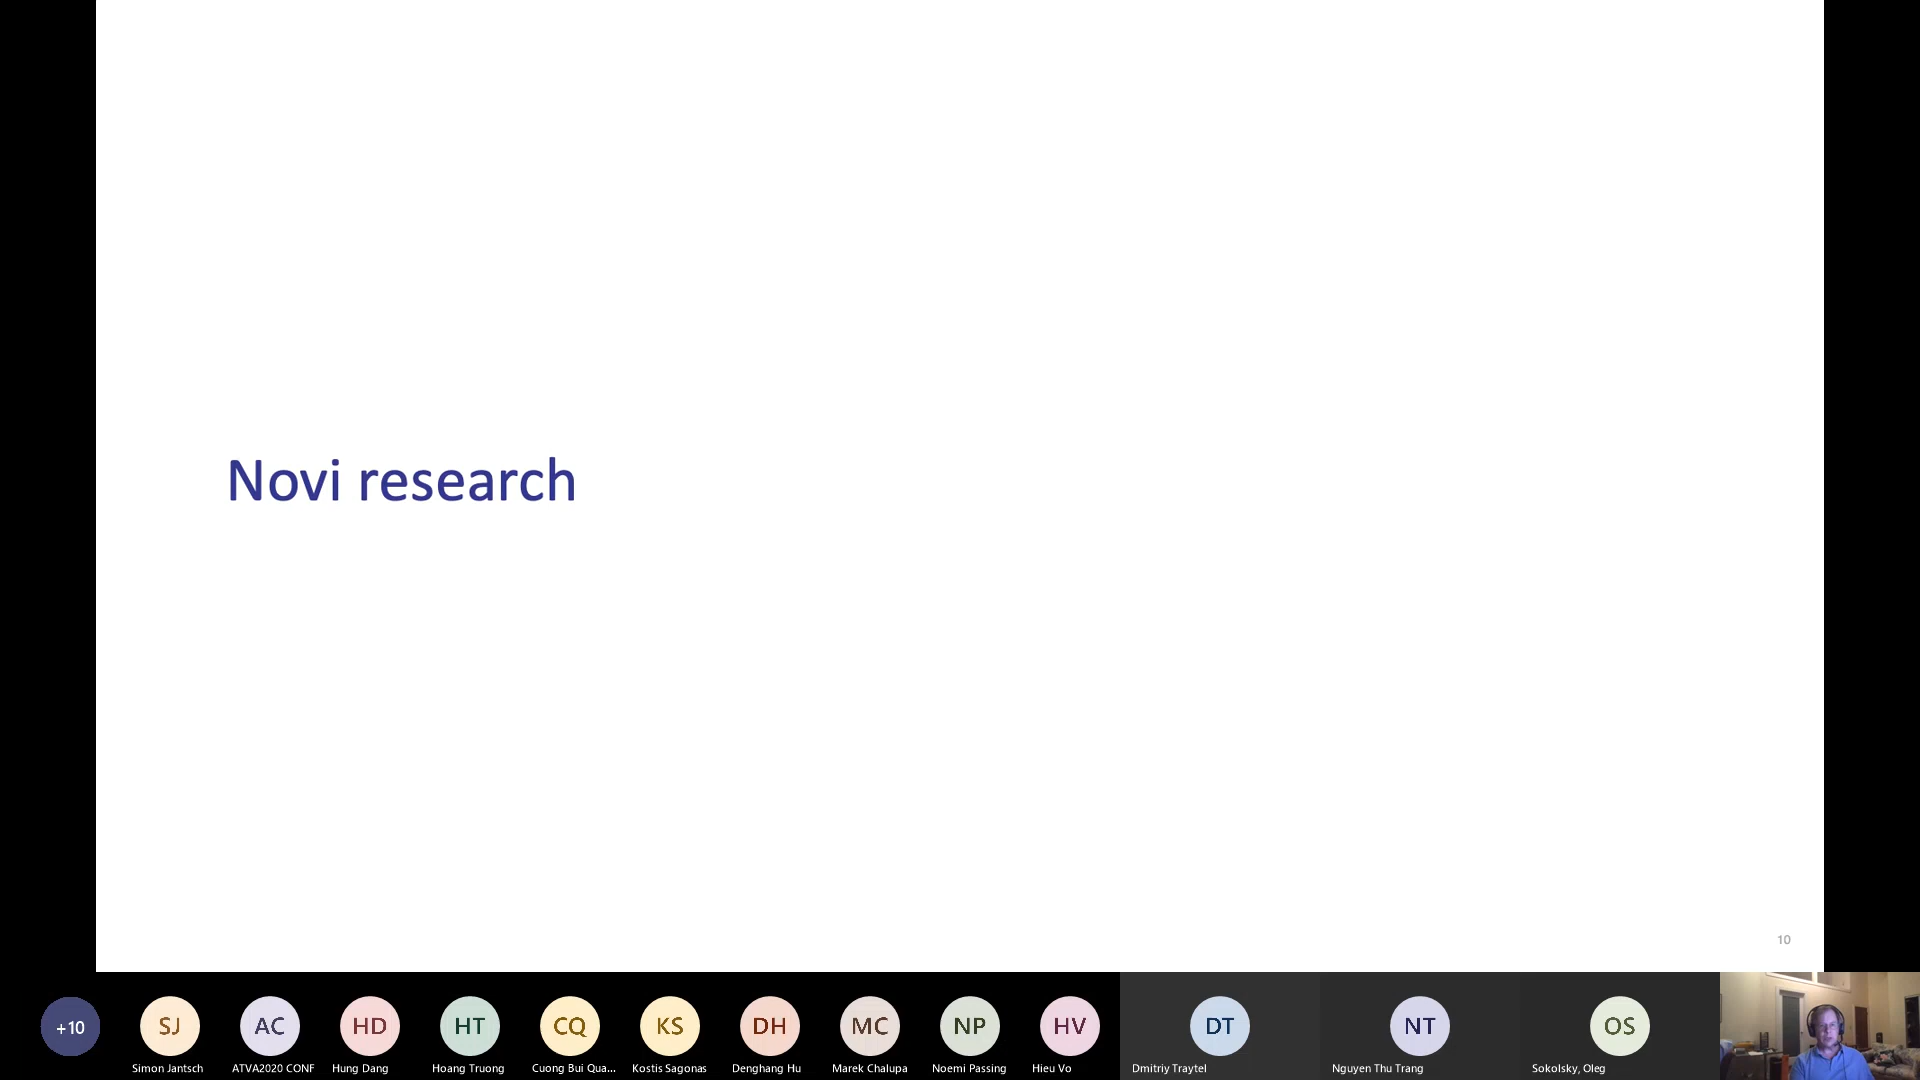 Novi research
10
+10
SJ
AC
HD
HT
CQ
KS
DH
MC
NP
HV
DT
NT
OS
Simon Jantsch
ATVA2020 CONF
Hung Dang
Hoang Truong
Cuong Bui Qua...
Kostis Sagonas
Denghang Hu
Marek Chalupa
Noemi Passing
Hieu Vo
Dmitriy Traytel
Nguyen Thu Trang
Sokolsky, Oleg